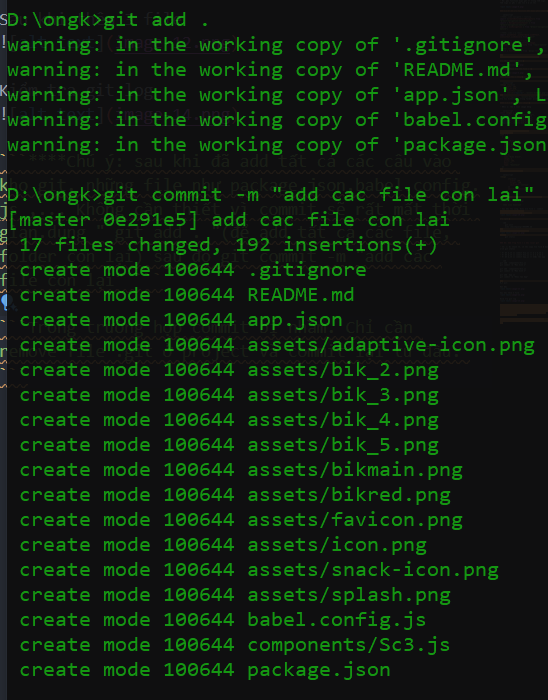 D:\ongk>git add .
warning: in the working copy of '.gitignore',
warning: in the working copy of 'README.md',
warning: in the working copy of 'app.json', L
warning: in the working copy of 'babel.config
warning: in the working copy of 'package.json
D:\ongk>git commit -m "add cac file con lai"
[master 0e291e5] add cac file con lai
17 files changed, 192 insertions(+)
create mode 100644 .gitignore
create mode 100644 README.md
create mode 100644 app.json
create mode 100644 assets/adaptive-icon.png
create mode 100644 assets/bik_2.png
create mode 100644 assets/bik_3.png
create mode 100644 assets/bik_4.png
create mode 100644 assets/bik_5.png
create mode 100644 assets/bikmain.png
create mode 100644 assets/bikred.png
create mode 100644 assets/favicon.png
create mode 100644 assets/icon.png
create mode 100644 assets/snack-icon.png
create mode 100644 assets/splash.png
create mode 100644 babel.config.js
create mode 100644 components/Sc3.js
create mode 100644 package.json